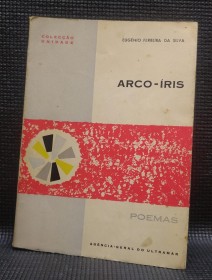 COLECÇÃO
UNIDADE
EUGÉNIO FERREIRA DA SILVA
ARCO-ÍRIS
POEMAS
AGÊNCIA-GERAL DO ULTRAMAR